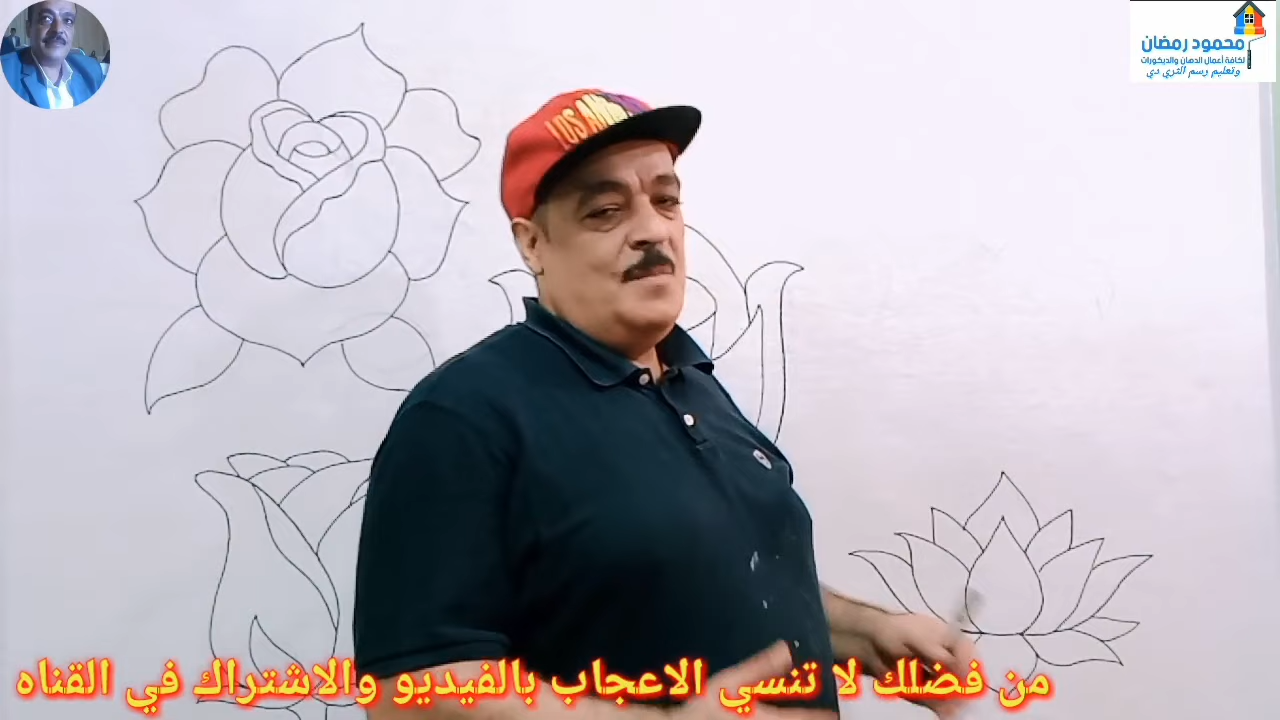 محمود رمضان
لكافة أعمال الدهان والديكورات
وتعليم رسم الثري دي
LOS AN
من فضلك لا تنسي الاعجاب بالفيديو والاشتراك في القناه